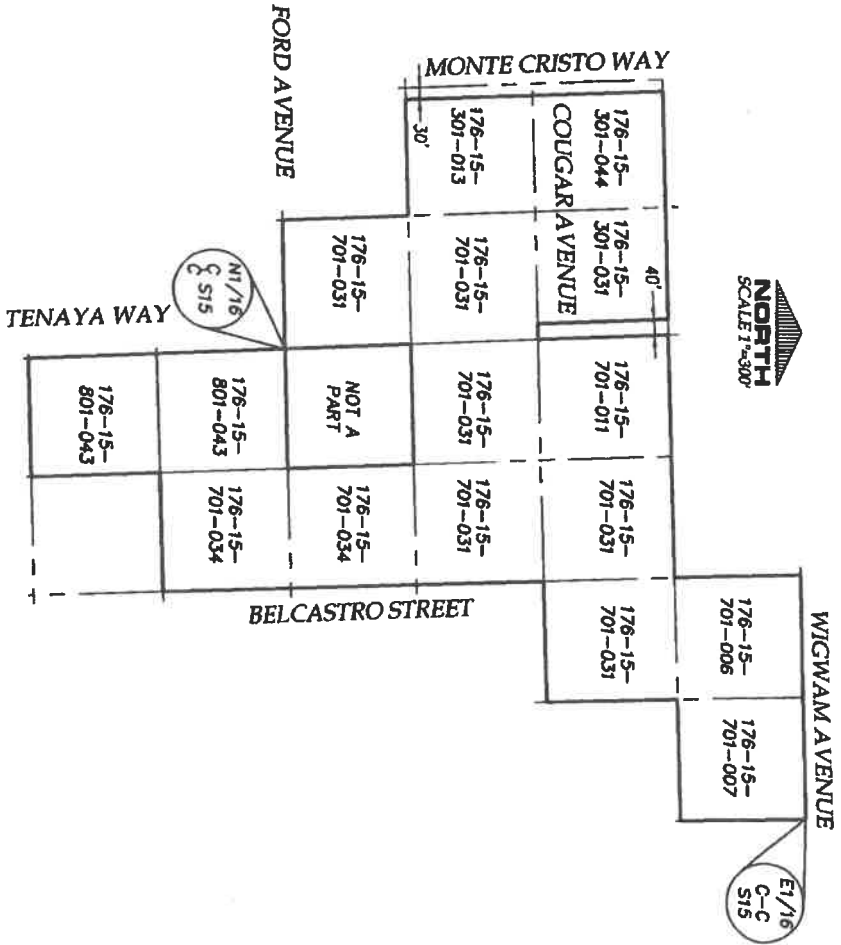 NORTH
SCALE 1"=300'
MONTE CRISTO WAY
FORD AVENUE
30'
176-15-
301-013
COUGAR AVENUE
176-15-
301-044
176-15-
301-031
40'
176-15-
701-031
176-15-
701-031
N1/16
C C S15
TENAYA WAY
176-15-
801-043
176-15-
801-043
NOT A
PART
176-15-
701-031
176-15-
701-011
176-15-
701-034
176-15-
701-034
176-15-
701-031
176-15-
701-031
BELCASTRO STREET
176-15-
701-031
176-15-
701-006
176-15-
701-007
WIGWAM AVENUE
E1/16
C-C
S15